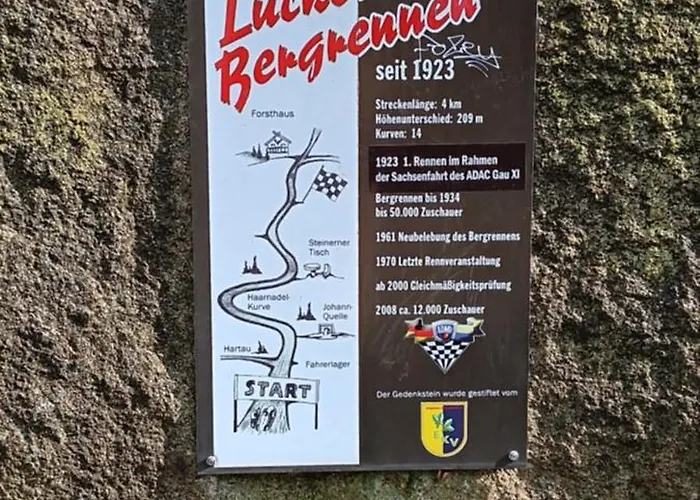 Bergrennen
seit 1923
Streckenlänge: 4 km
Höhenunterschied: 209 m
Kurven: 14
1923 1. Rennen im Rahmen
der Sachsenfahrt des ADAC Gau XI
Bergrennen bis 1934
bis 50.000 Zuschauer
1961 Neubelebung des Bergrennens
1970 Letzte Rennveranstaltung
ab 2000 Gleichmäßigkeitsprüfung
2008 ca. 12.000 Zuschauer
Der Gedenkstein wurde gestiftet vom
Forsthaus
Steinerner
Tisch
Haarnadel-
Kurve
Johann-
Quelle
Hartau
Fahrerlager
START